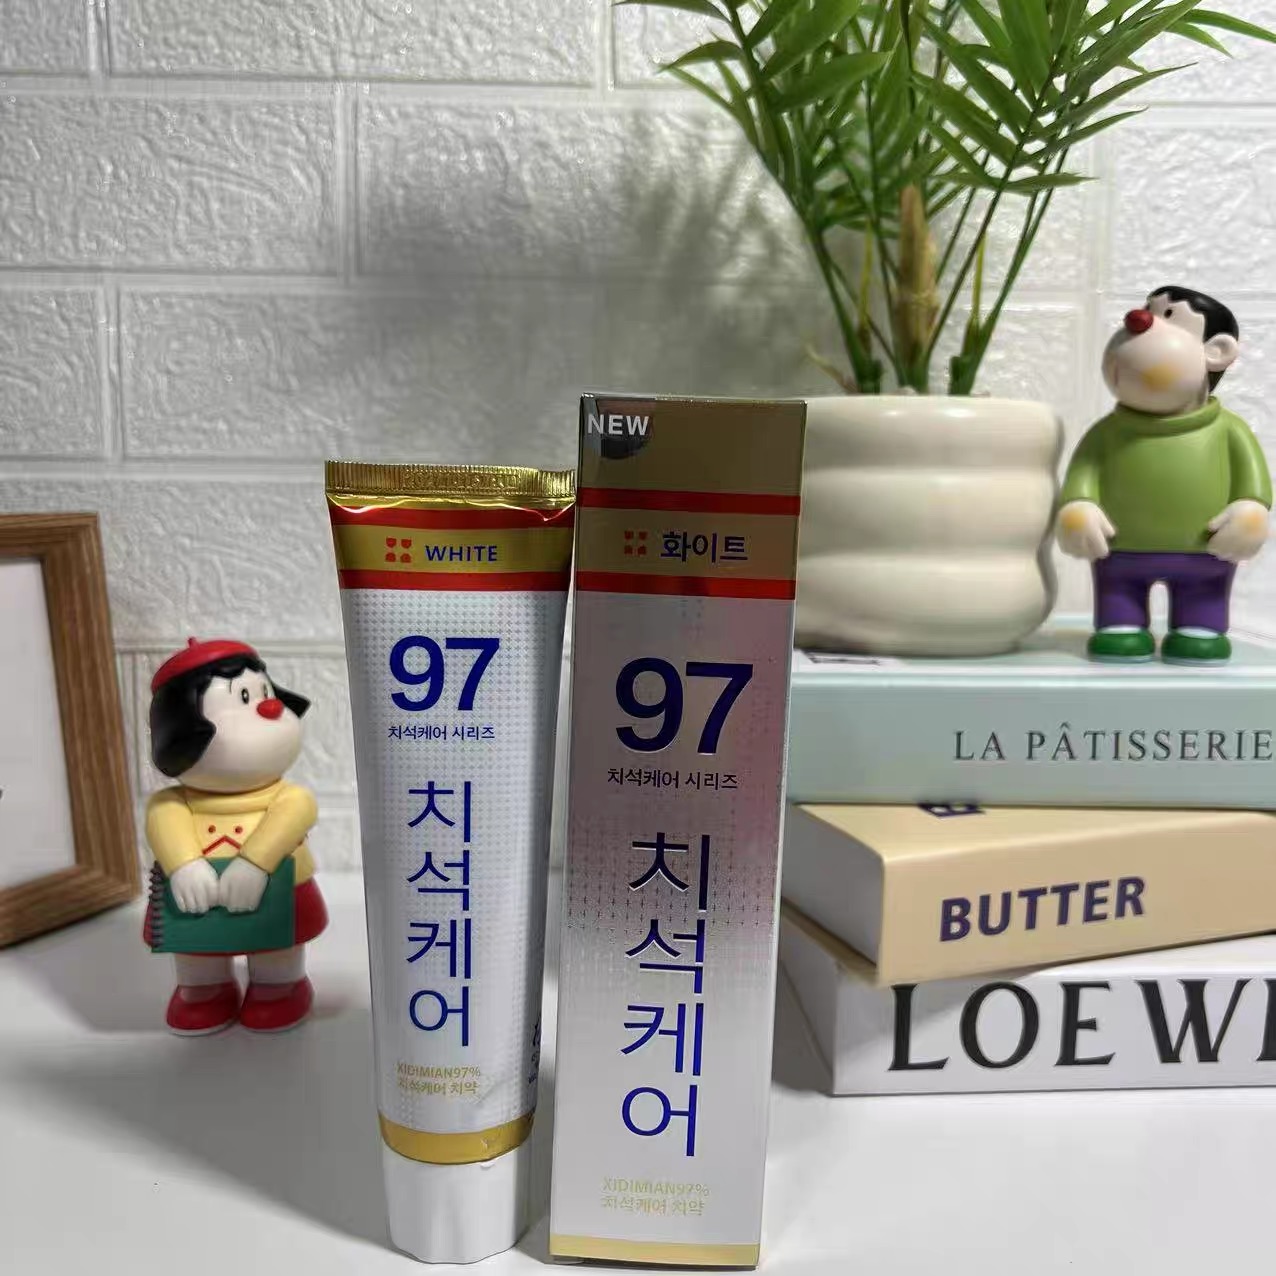 WHITE
97
치석케어 시리즈
치석케어
XIDIMIAN97%
치석케어 치약
NEW
화이트
97
치석케어 시리즈
치석케어
XIDIMIAN97%
치석케어 치약
LA PÂTISSERIE
BUTTER
LOEWE